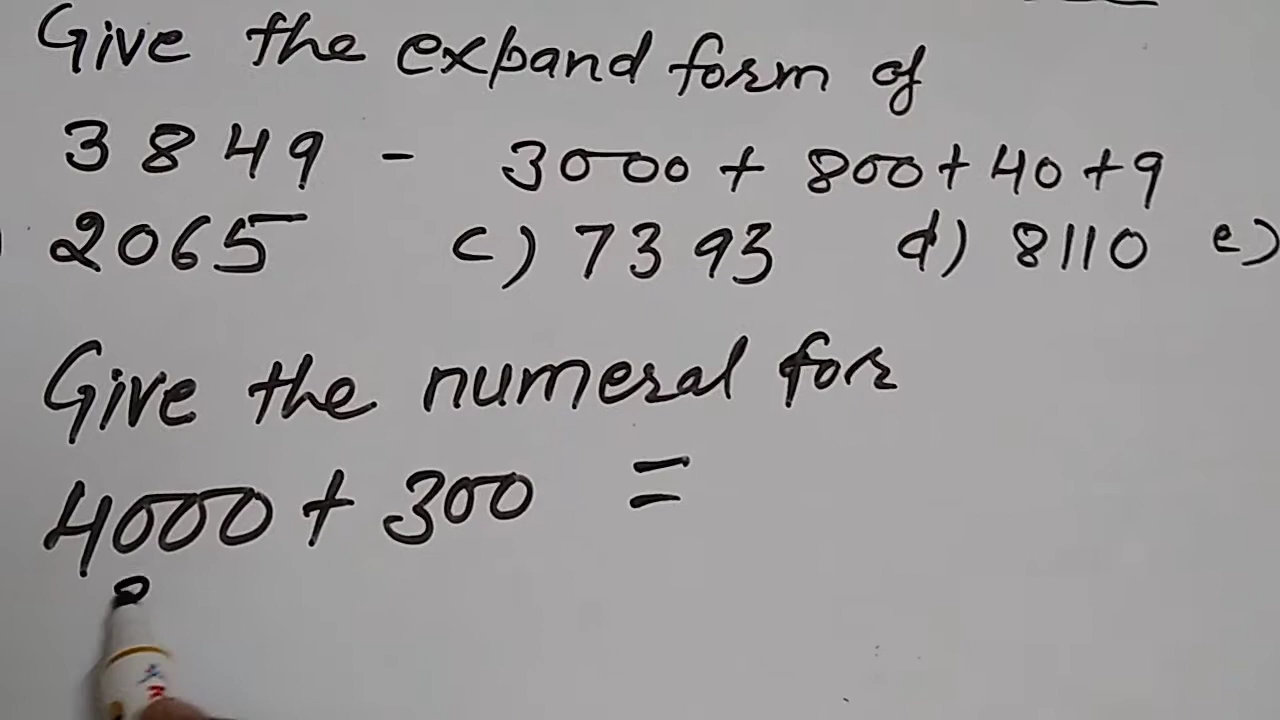 Give the expand form of
3849 - 3000 + 800 + 40 + 9
) 2065 c) 7393 d) 8110 e)
Give the numeral for
4000 + 300 =